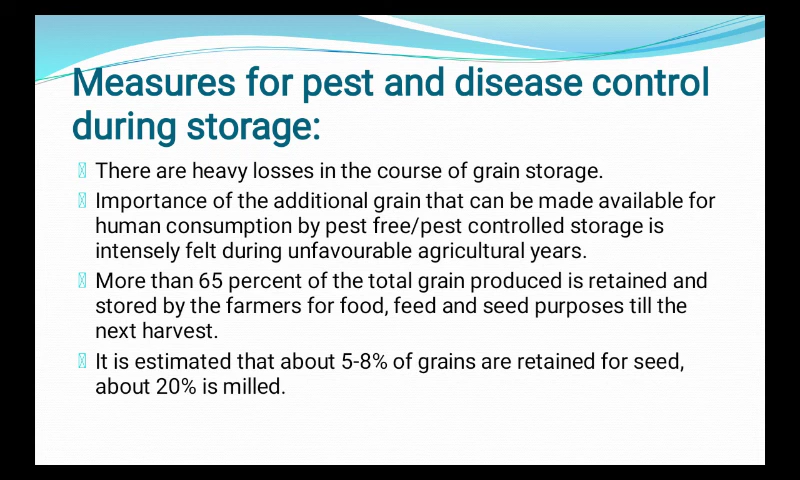 Measures for pest and disease control
during storage:
There are heavy losses in the course of grain storage.
Importance of the additional grain that can be made available for
human consumption by pest free/pest controlled storage is
intensely felt during unfavourable agricultural years.
More than 65 percent of the total grain produced is retained and
stored by the farmers for food, feed and seed purposes till the
next harvest.
It is estimated that about 5-8% of grains are retained for seed,
about 20% is milled.